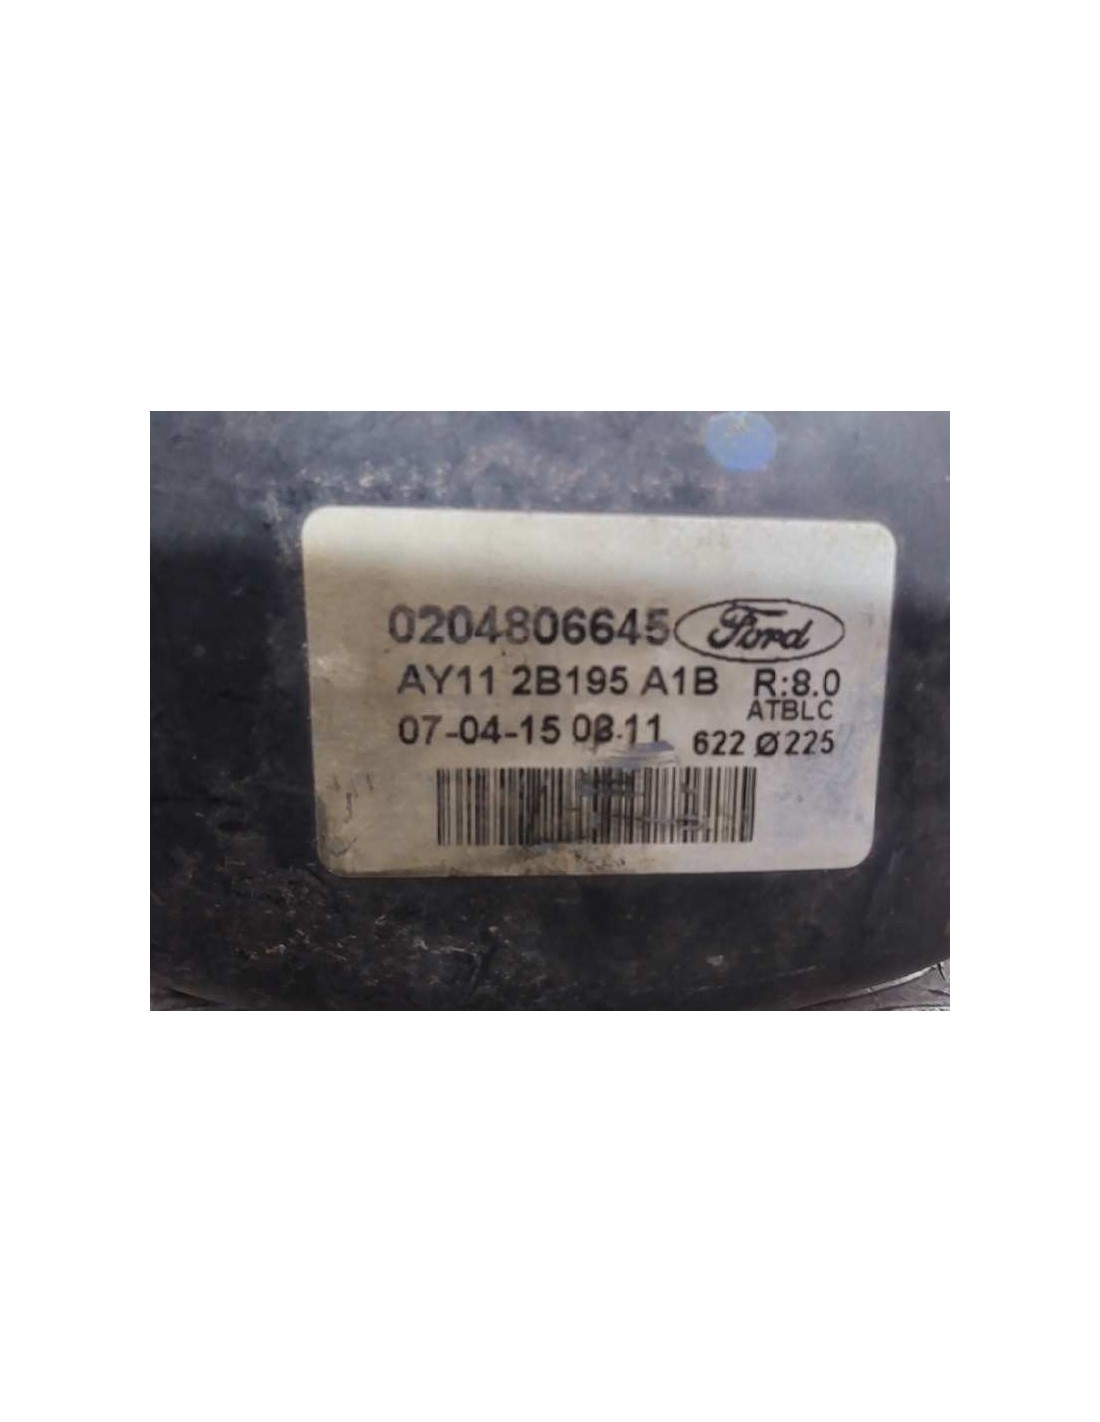 0204806645 Ford
AY11 2B195 A1B R:8.0
ATBLC
07-04-15 08.11 622 Ø225